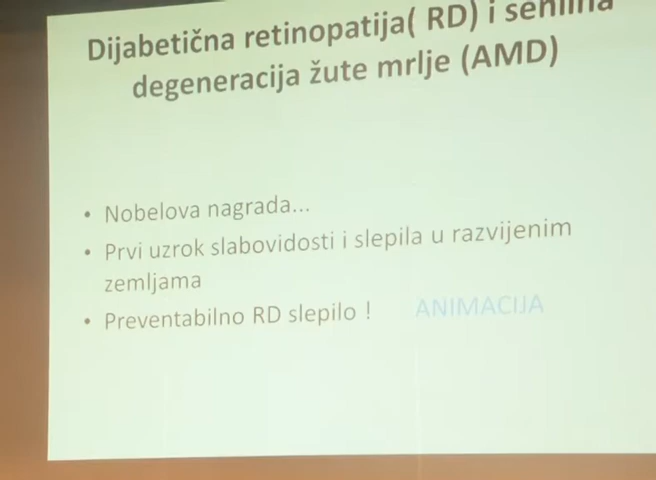 Dijabetična retinopatija( RD) i senilna
degeneracija žute mrlje (AMD)
• Nobelova nagrada...
• Prvi uzrok slabovidosti i slepila u razvijenim
zemljama
• Preventabilno RD slepilo ! ANIMACIJA